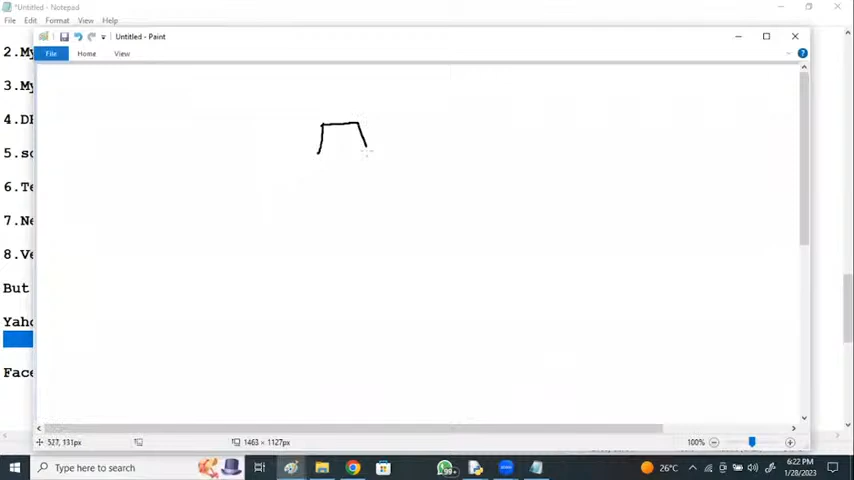 *Untitled - Notepad
File Edit Format View Help
Untitled - Paint
File Home View
2.My
3.My
4.D
5.sc
6.Te
7.Ne
8.Ve
But
Yaho
Face
527, 131px
1463 × 1127px
100%
Type here to search
99+
26°C
6:22 PM
1/28/2023